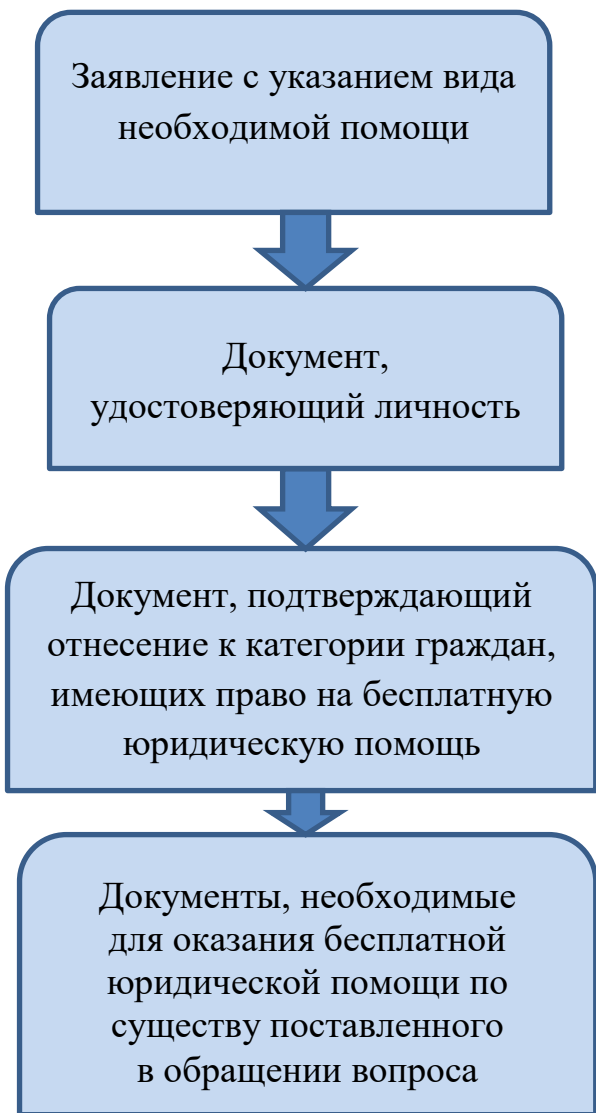 Заявление с указанием вида
необходимой помощи
Документ,
удостоверяющий личность
Документ, подтверждающий
отнесение к категории граждан,
имеющих право на бесплатную
юридическую помощь
Документы, необходимые
для оказания бесплатной
юридической помощи по
существу поставленного
в обращении вопроса